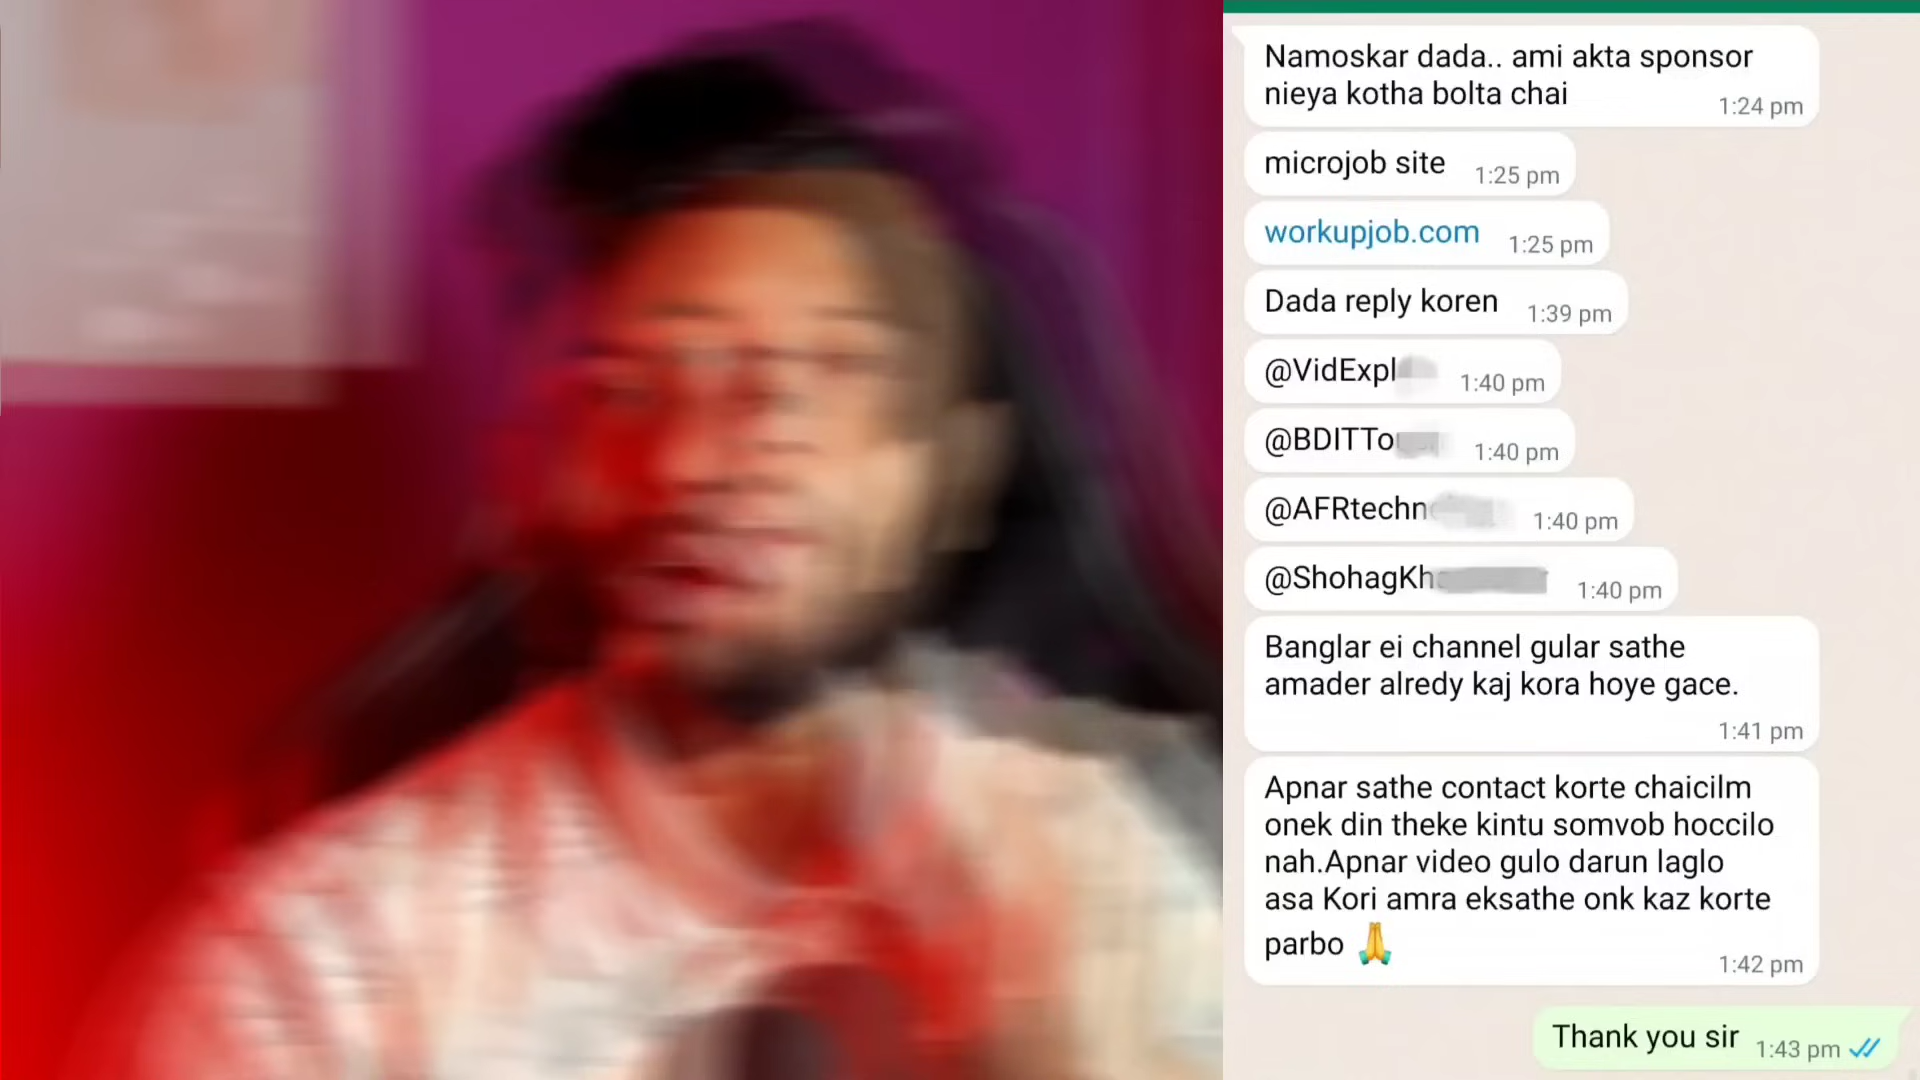 Namoskar dada.. ami akta sponsor
nieya kotha bolta chai
1:24 pm
microjob site 1:25 pm
workupjob.com 1:25 pm
Dada reply koren 1:39 pm
@VidExpl 1:40 pm
@BDITTo 1:40 pm
@AFRtechn 1:40 pm
@ShohagKh 1:40 pm
Banglar ei channel gular sathe
amader alredy kaj kora hoye gace.
1:41 pm
Apnar sathe contact korte chaicilm
onek din theke kintu somvob hoccilo
nah.Apnar video gulo darun laglo
asa Kori amra eksathe onk kaz korte
parbo 🙏
1:42 pm
Thank you sir 1:43 pm